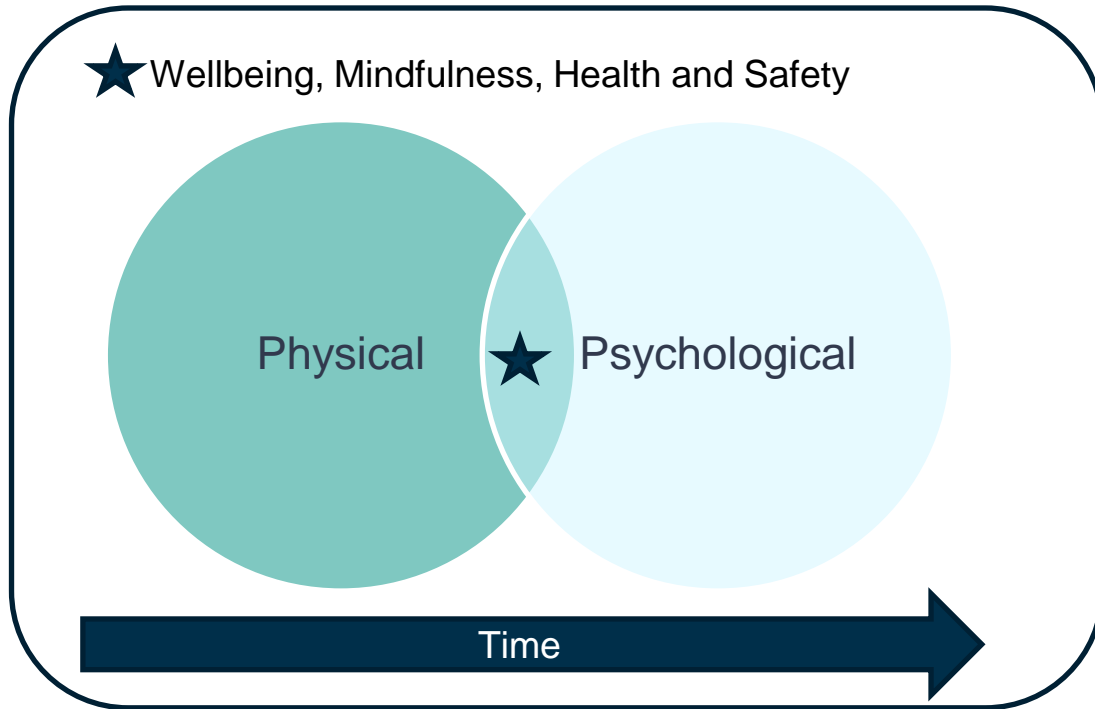 Wellbeing, Mindfulness, Health and Safety
Physical
Psychological
Time